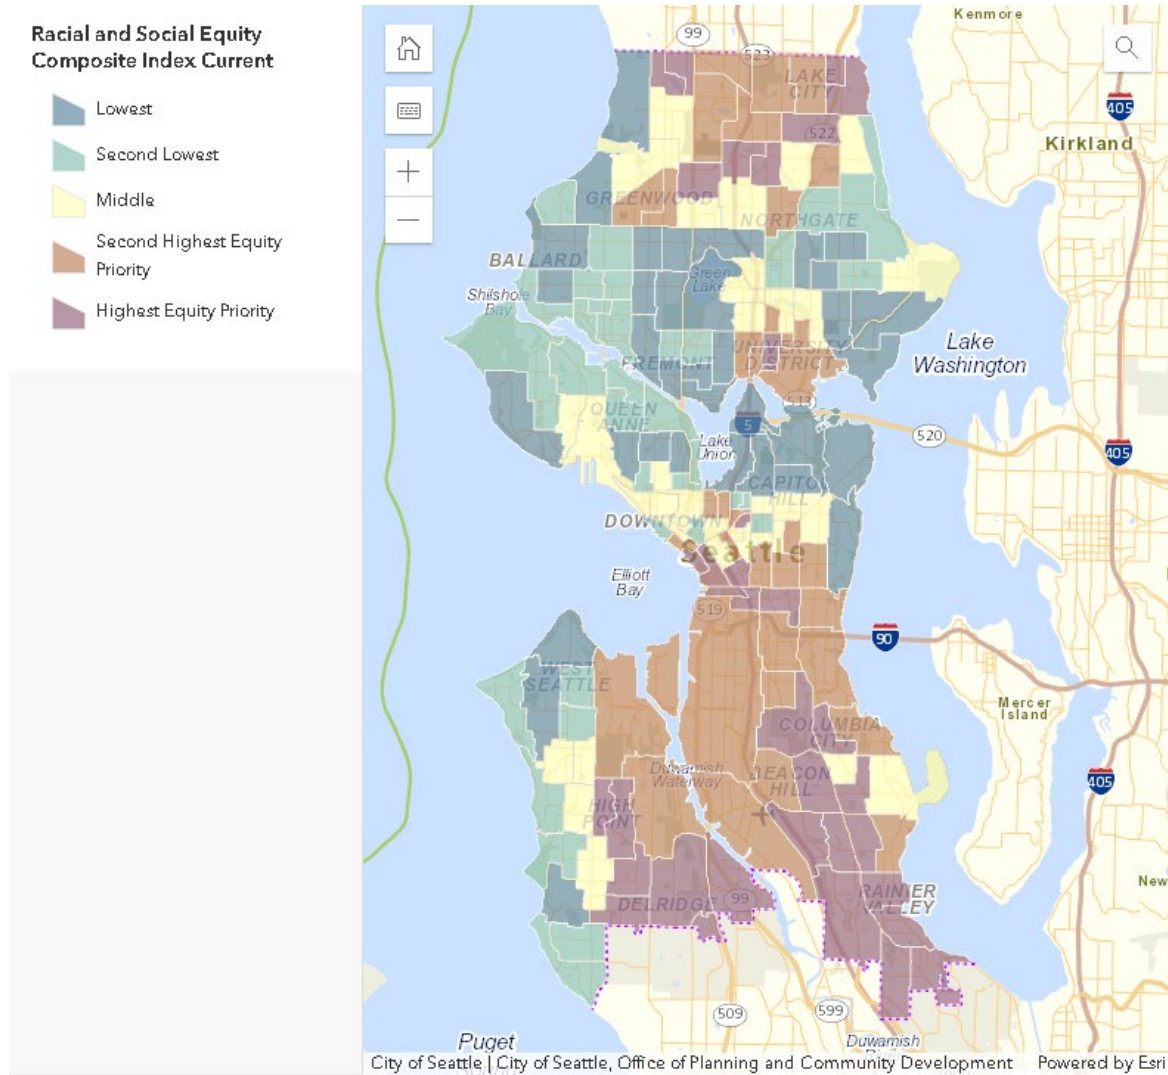 Racial and Social Equity
Composite Index Current
Lowest
Second Lowest
Middle
Second Highest Equity
Priority
Highest Equity Priority
Kenmore
99
523
LAKE
CITY
405
522
Kirkland
GREENWOOD
NORTHGATE
BALLARD
Green
Lake
Shilshole
Bay
Lake
Washington
FREMONT
UNIVERSITY
DISTRICT
513
QUEEN
ANNE
5
520
Lake
Union
405
CAPITOL
HILL
DOWNTOWN
Seattle
Elliott
Bay
519
90
WEST
SEATTLE
Mercer
Island
COLUMBIA
CITY
Duwamish
Waterway
BEACON
HILL
405
HIGH
POINT
New
RAINIER
VALLEY
DELRIDGE
99
509
599
Puget
Duwamish
City of Seattle | City of Seattle, Office of Planning and Community Development
Powered by Esri